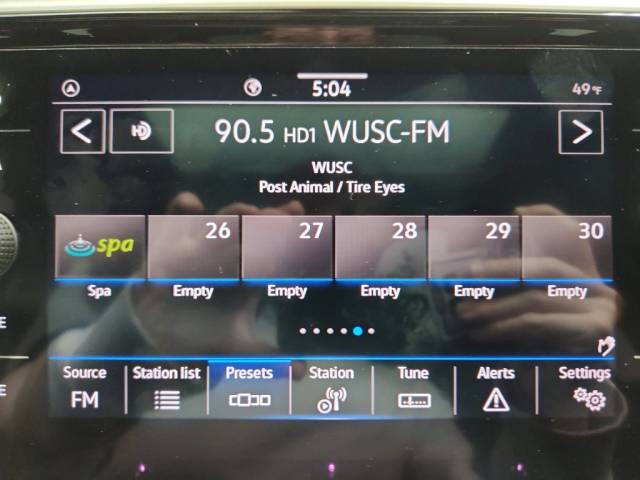 5:04
49°F
HD
90.5 HD1 WUSC-FM
WUSC
Post Animal / Tire Eyes
spa
26
27
28
29
30
Spa
Empty
Empty
Empty
Empty
Empty
Source
Station list
Presets
Station
Tune
Alerts
Settings
FM
E
E